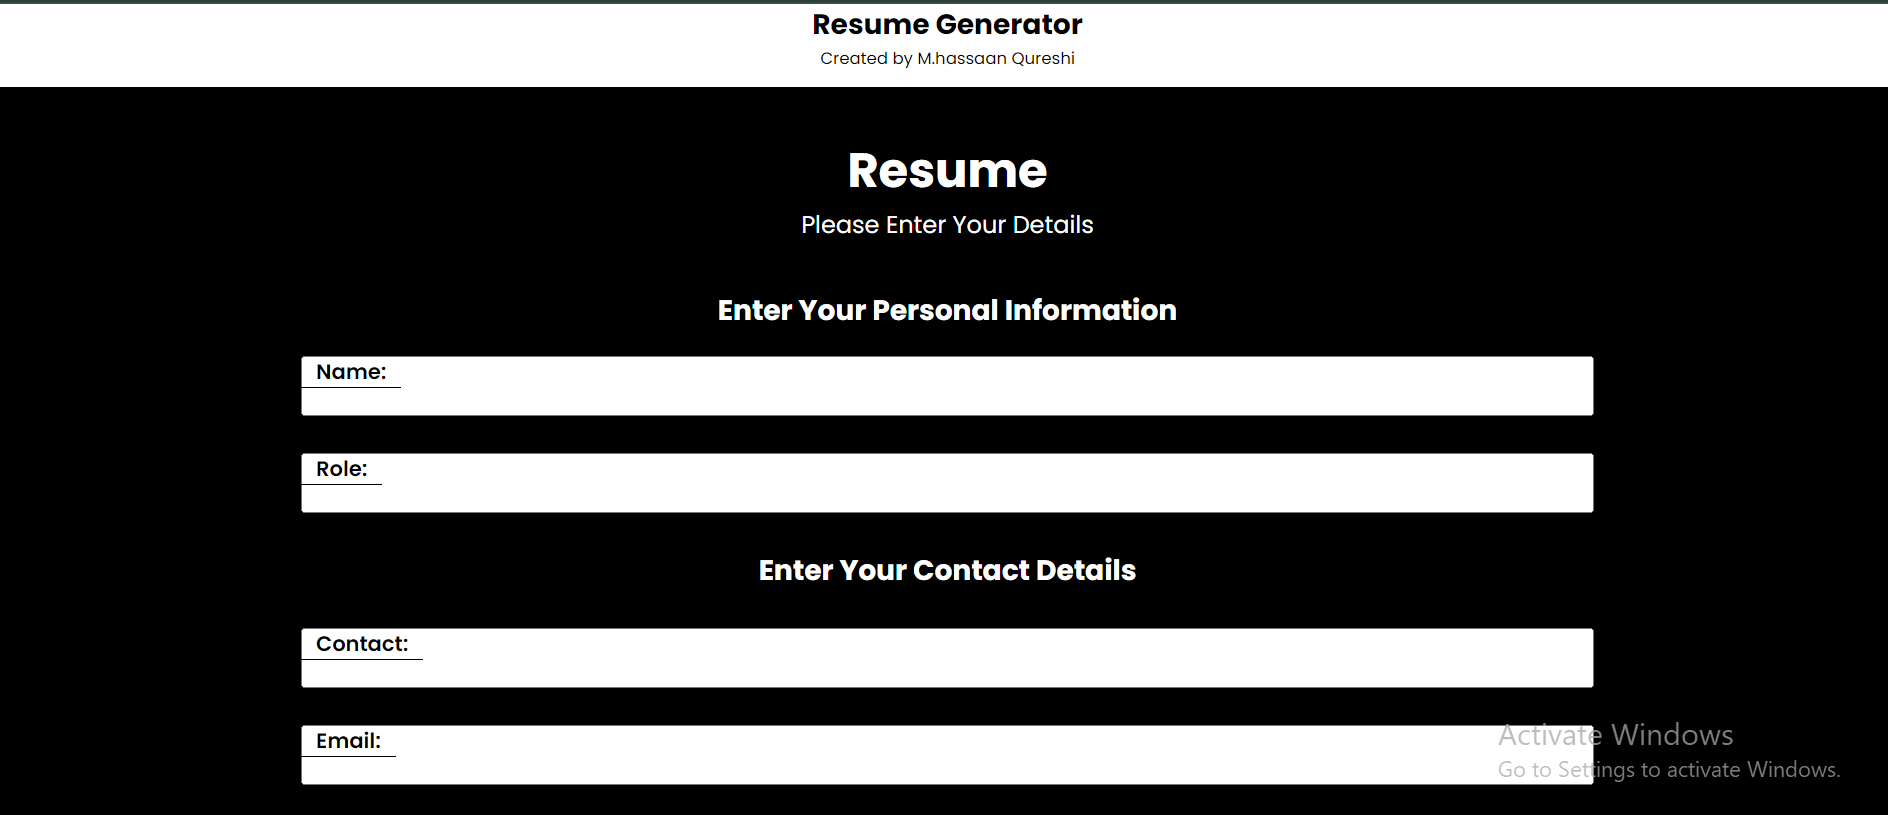 Resume Generator
Created by M.hassaan Qureshi
Resume
Please Enter Your Details
Enter Your Personal Information
Name:
Role:
Enter Your Contact Details
Contact:
Email:
Activate Windows
Go to Settings to activate Windows.